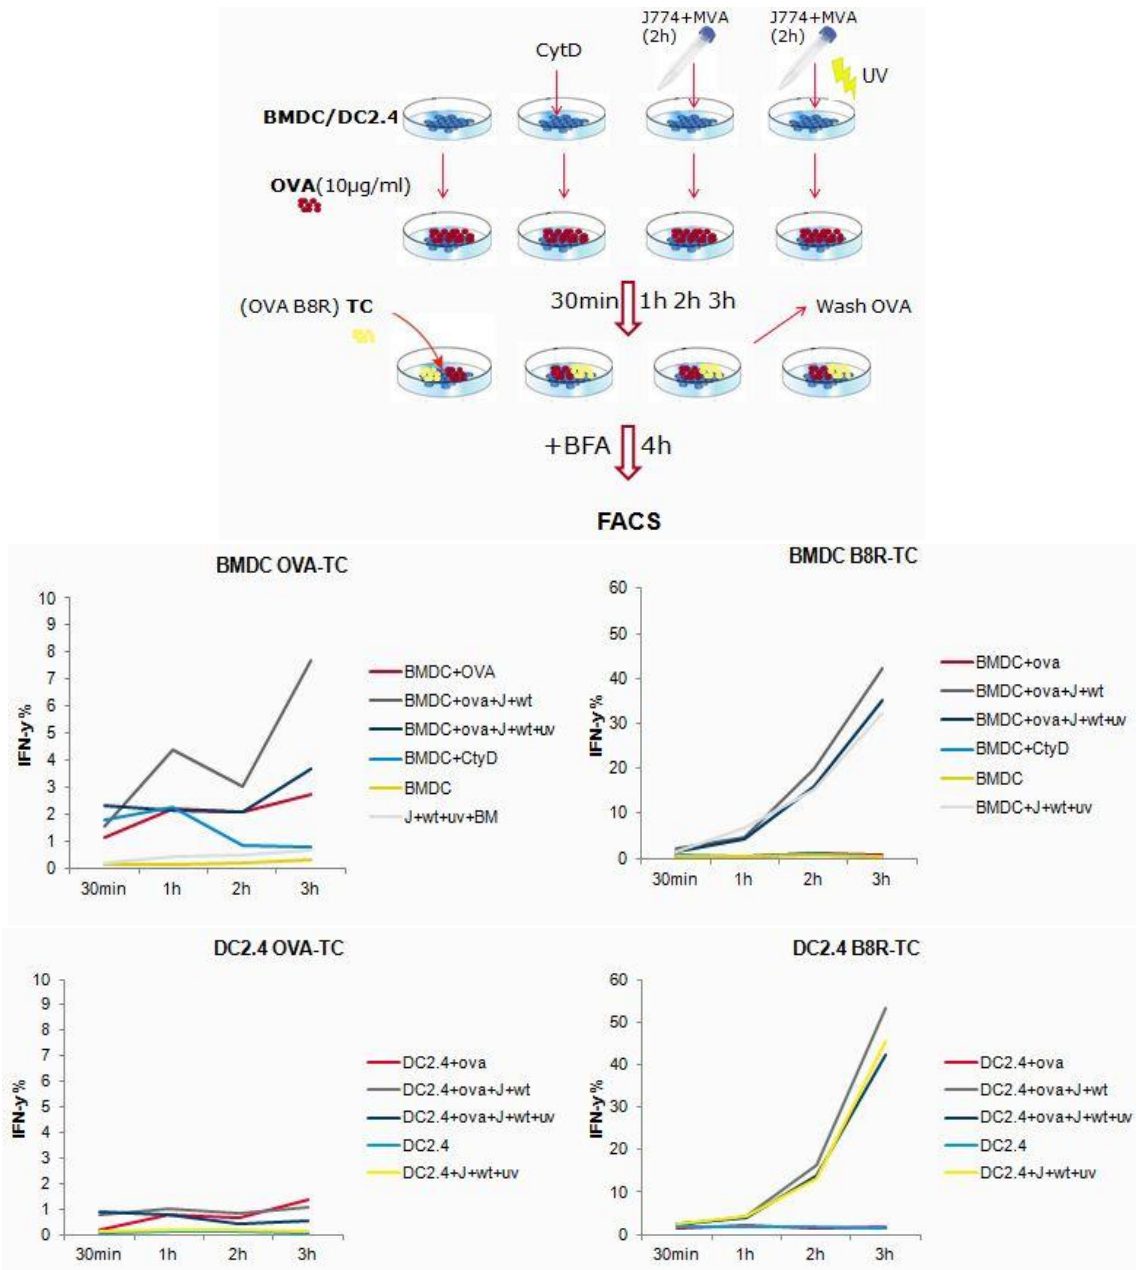 J774+MVA
(2h)
J774+MVA
(2h)
CytD
UV
BMDC/DC2.4
OVA(10µg/ml)
(OVA B8R) TC
30min 1h 2h 3h
Wash OVA
+BFA 4h
FACS
BMDC OVA-TC
IFN-y%
10
9
8
7
6
5
4
3
2
1
0
30min 1h 2h 3h
BMDC+OVA
BMDC+ova+J+wt
BMDC+ova+J+wt+uv
BMDC+CtyD
BMDC
J+wt+uv+BM
BMDC B8R-TC
IFN-y%
60
50
40
30
20
10
0
30min 1h 2h 3h
BMDC+ova
BMDC+ova+J+wt
BMDC+ova+J+wt+uv
BMDC+CtyD
BMDC
BMDC+J+wt+uv
DC2.4 OVA-TC
IFN-y%
10
9
8
7
6
5
4
3
2
1
0
30min 1h 2h 3h
DC2.4+ova
DC2.4+ova+J+wt
DC2.4+ova+J+wt+uv
DC2.4
DC2.4+J+wt+uv
DC2.4 B8R-TC
IFN-y%
60
50
40
30
20
10
0
30min 1h 2h 3h
DC2.4+ova
DC2.4+ova+J+wt
DC2.4+ova+J+wt+uv
DC2.4
DC2.4+J+wt+uv